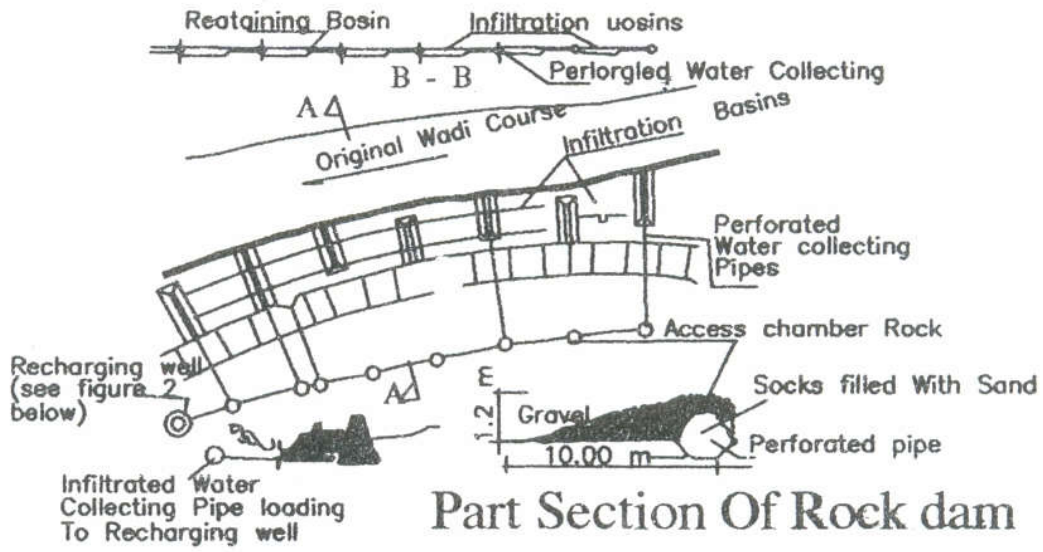 Reataining Bosin
Infiltration uosins
B - B
Perlorgled Water Collecting
A
Original Wadi Course
Infiltration Basins
Perforated
Water collecting
Pipes
Access chamber Rock
Recharging well
(see figure 2
below)
A
1.2 m
Gravel
10.00 m
Socks filled With Sand
Perforated pipe
Infiltrated Water
Collecting Pipe loading
To Recharging well
Part Section Of Rock dam